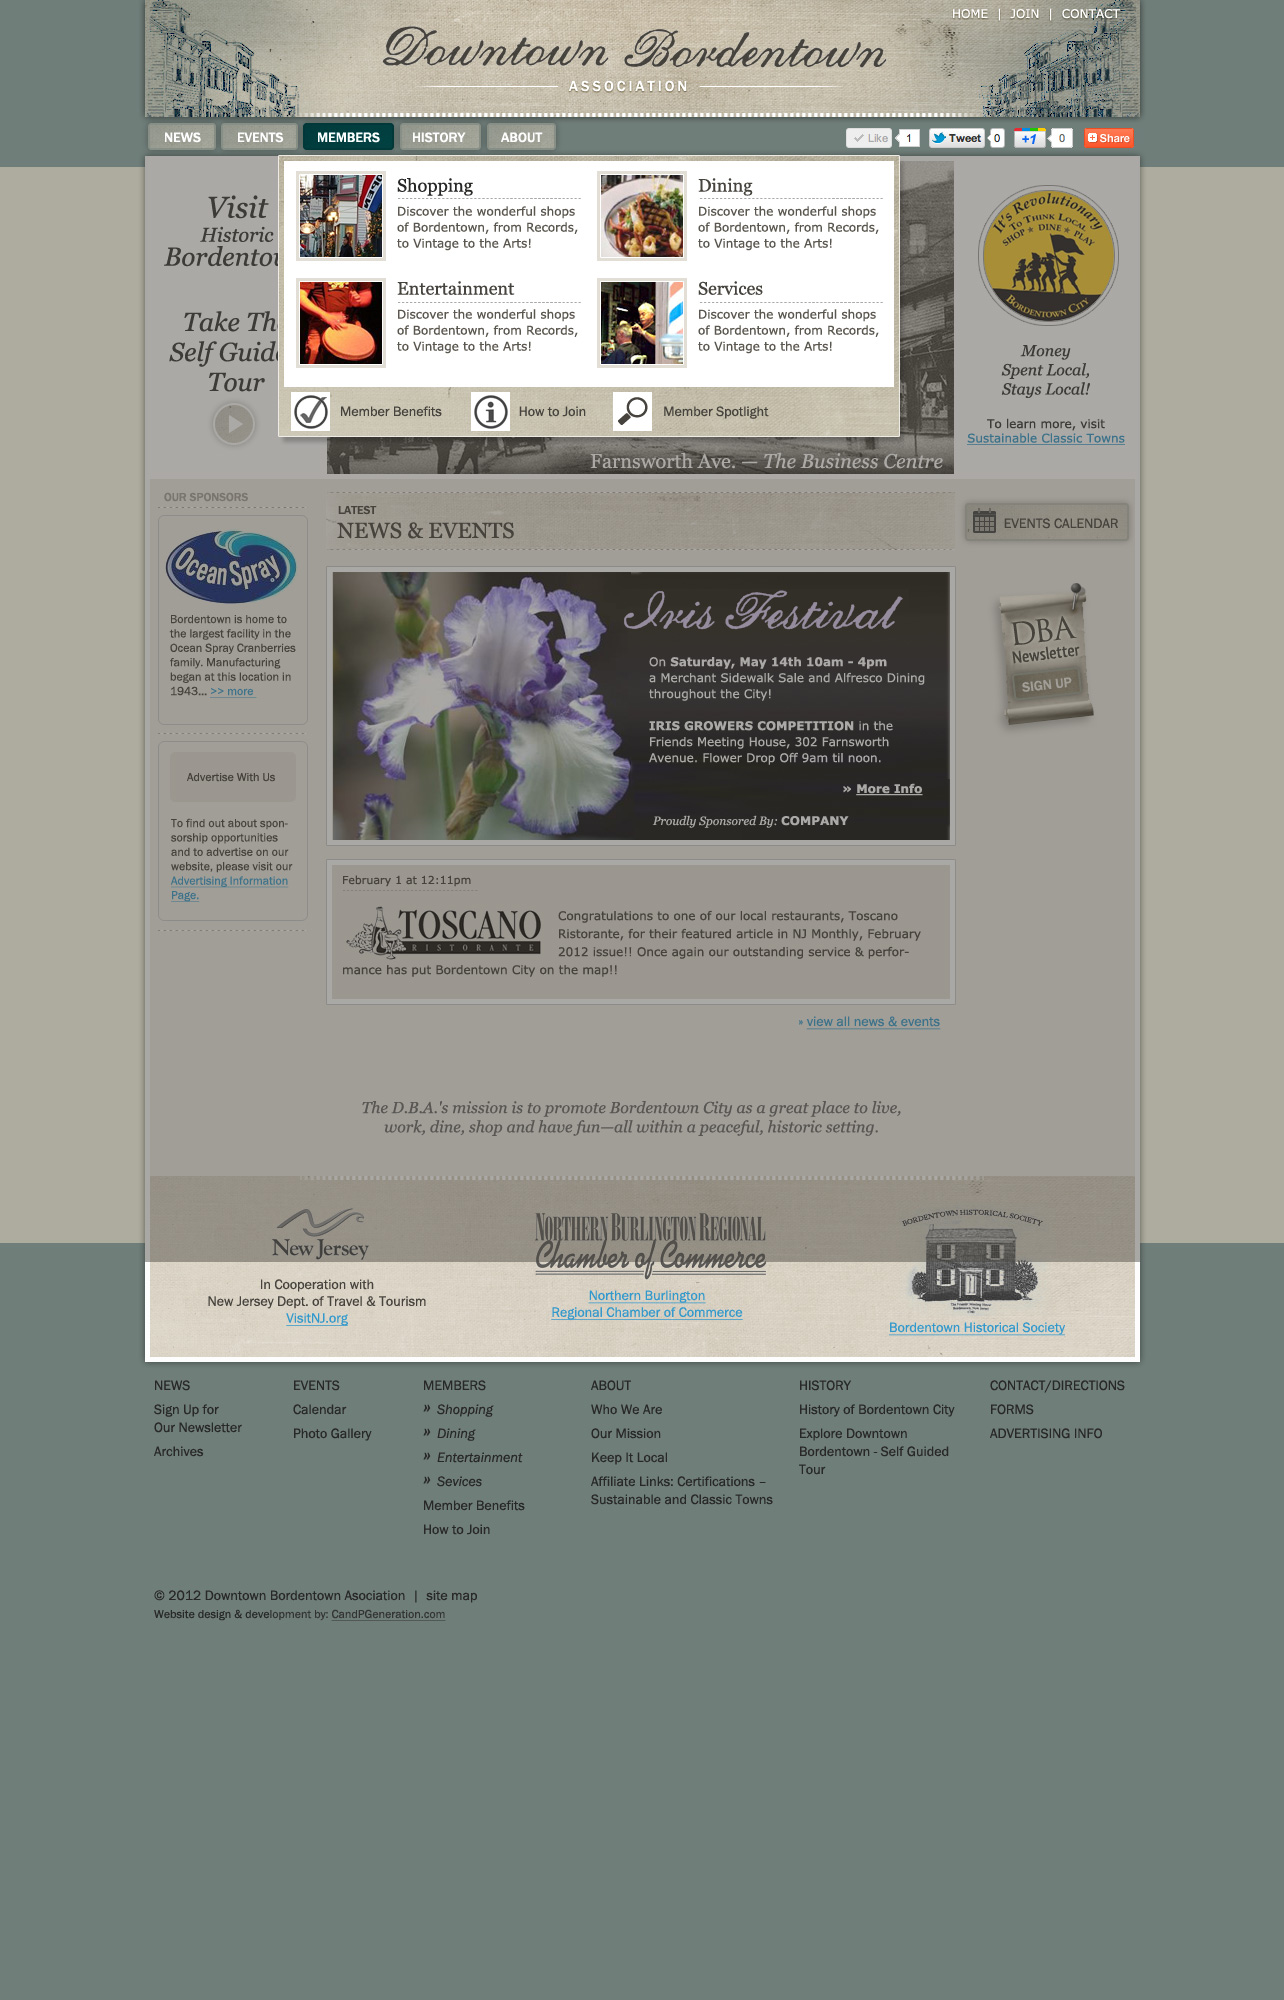 HOME | JOIN | CONTACT
Downtown Bordentown
ASSOCIATION
NEWS
EVENTS
MEMBERS
HISTORY
ABOUT
Like
1
Tweet
0
+1
0
Share
Visit
Historic
Take
Self
Tour
Shopping
Discover the wonderful shops
of Bordentown, from Records,
to Vintage to the Arts!
Dining
Discover the wonderful shops
of Bordentown, from Records,
to Vintage to the Arts!
Entertainment
Discover the wonderful shops
of Bordentown, from Records,
to Vintage to the Arts!
Services
Discover the wonderful shops
of Bordentown, from Records,
to Vintage to the Arts!
Member Benefits
How to Join
Member Spotlight
Farnsworth Ave. — The Business Centre
It's Revolutionary
To Think Local
SHOP ★ DINE ★ PLAY
BORDENTOWN CITY
Money
Spent Local,
Stays Local!
To learn more, visit
Sustainable Classic Towns
OUR SPONSORS
Ocean Spray
Bordentown is home to
the largest facility in the
Ocean Spray Cranberries
family. Manufacturing
began at this location in
1943... >> more
Advertise With Us
To find out about spon-
sorship opportunities
and to advertise on our
website, please visit our
Advertising Information
Page.
LATEST
NEWS & EVENTS
Iris Festival
On Saturday, May 14th 10am - 4pm
a Merchant Sidewalk Sale and Alfresco Dining
throughout the City!
IRIS GROWERS COMPETITION in the
Friends Meeting House, 302 Farnsworth
Avenue. Flower Drop Off 9am til noon.
» More Info
Proudly Sponsored By: COMPANY
February 1 at 12:11pm
TOSCANO
RISTORANTE
Congratulations to one of our local restaurants, Toscano
Ristorante, for their featured article in NJ Monthly, February
2012 issue!! Once again our outstanding service & perfor-
mance has put Bordentown City on the map!!
» view all news & events
EVENTS CALENDAR
DBA
Newsletter
SIGN UP
The D.B.A.'s mission is to promote Bordentown City as a great place to live,
work, dine, shop and have fun—all within a peaceful, historic setting.
New Jersey
In Cooperation with
New Jersey Dept. of Travel & Tourism
VisitNJ.org
NORTHERN BURLINGTON REGIONAL
Chamber of Commerce
Northern Burlington
Regional Chamber of Commerce
BORDENTOWN HISTORICAL SOCIETY
Bordentown Historical Society
NEWS
Sign Up for
Our Newsletter
Archives
EVENTS
Calendar
Photo Gallery
MEMBERS
» Shopping
» Dining
» Entertainment
» Sevices
Member Benefits
How to Join
ABOUT
Who We Are
Our Mission
Keep It Local
Affiliate Links: Certifications –
Sustainable and Classic Towns
HISTORY
History of Bordentown City
Explore Downtown
Bordentown - Self Guided
Tour
CONTACT/DIRECTIONS
FORMS
ADVERTISING INFO
© 2012 Downtown Bordentown Asociation | site map
Website design & development by: CandPGeneration.com